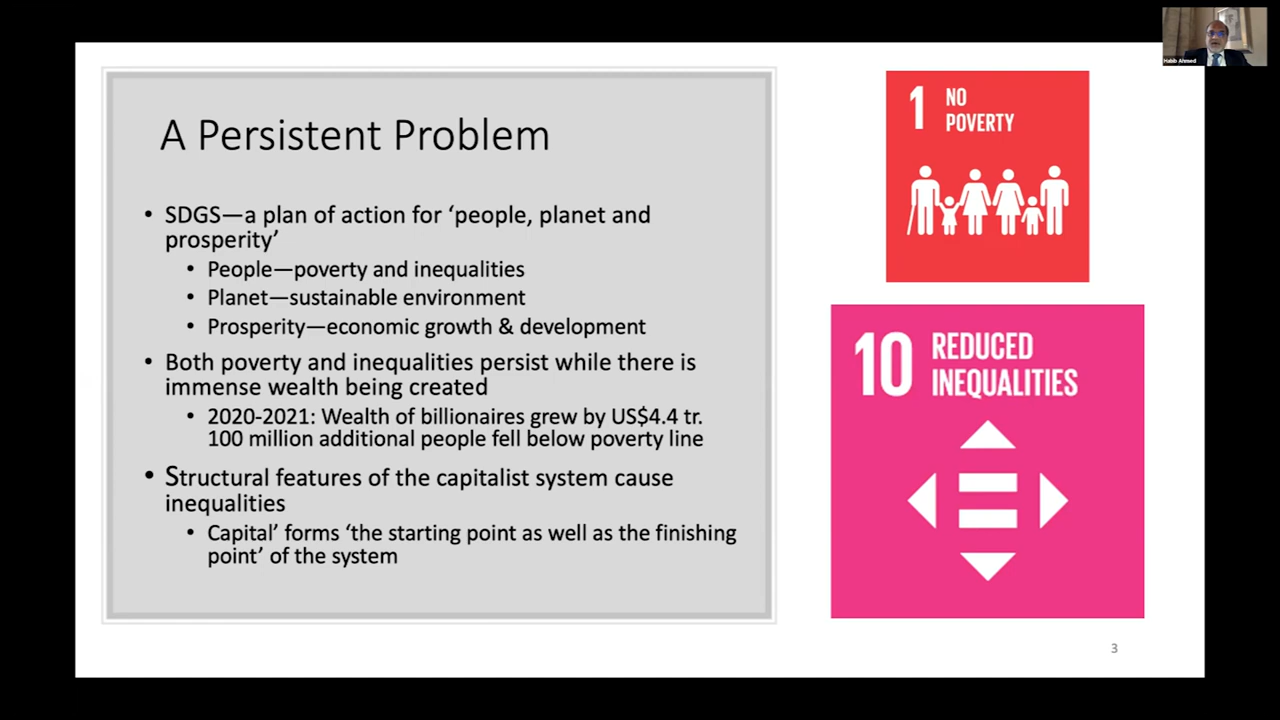 Habib Ahmed
A Persistent Problem
• SDGS—a plan of action for ‘people, planet and
prosperity’
• People—poverty and inequalities
• Planet—sustainable environment
• Prosperity—economic growth & development
• Both poverty and inequalities persist while there is
immense wealth being created
• 2020-2021: Wealth of billionaires grew by US$4.4 tr.
100 million additional people fell below poverty line
• Structural features of the capitalist system cause
inequalities
• Capital’ forms ‘the starting point as well as the finishing
point’ of the system
1 NO
POVERTY
10 REDUCED
INEQUALITIES
3